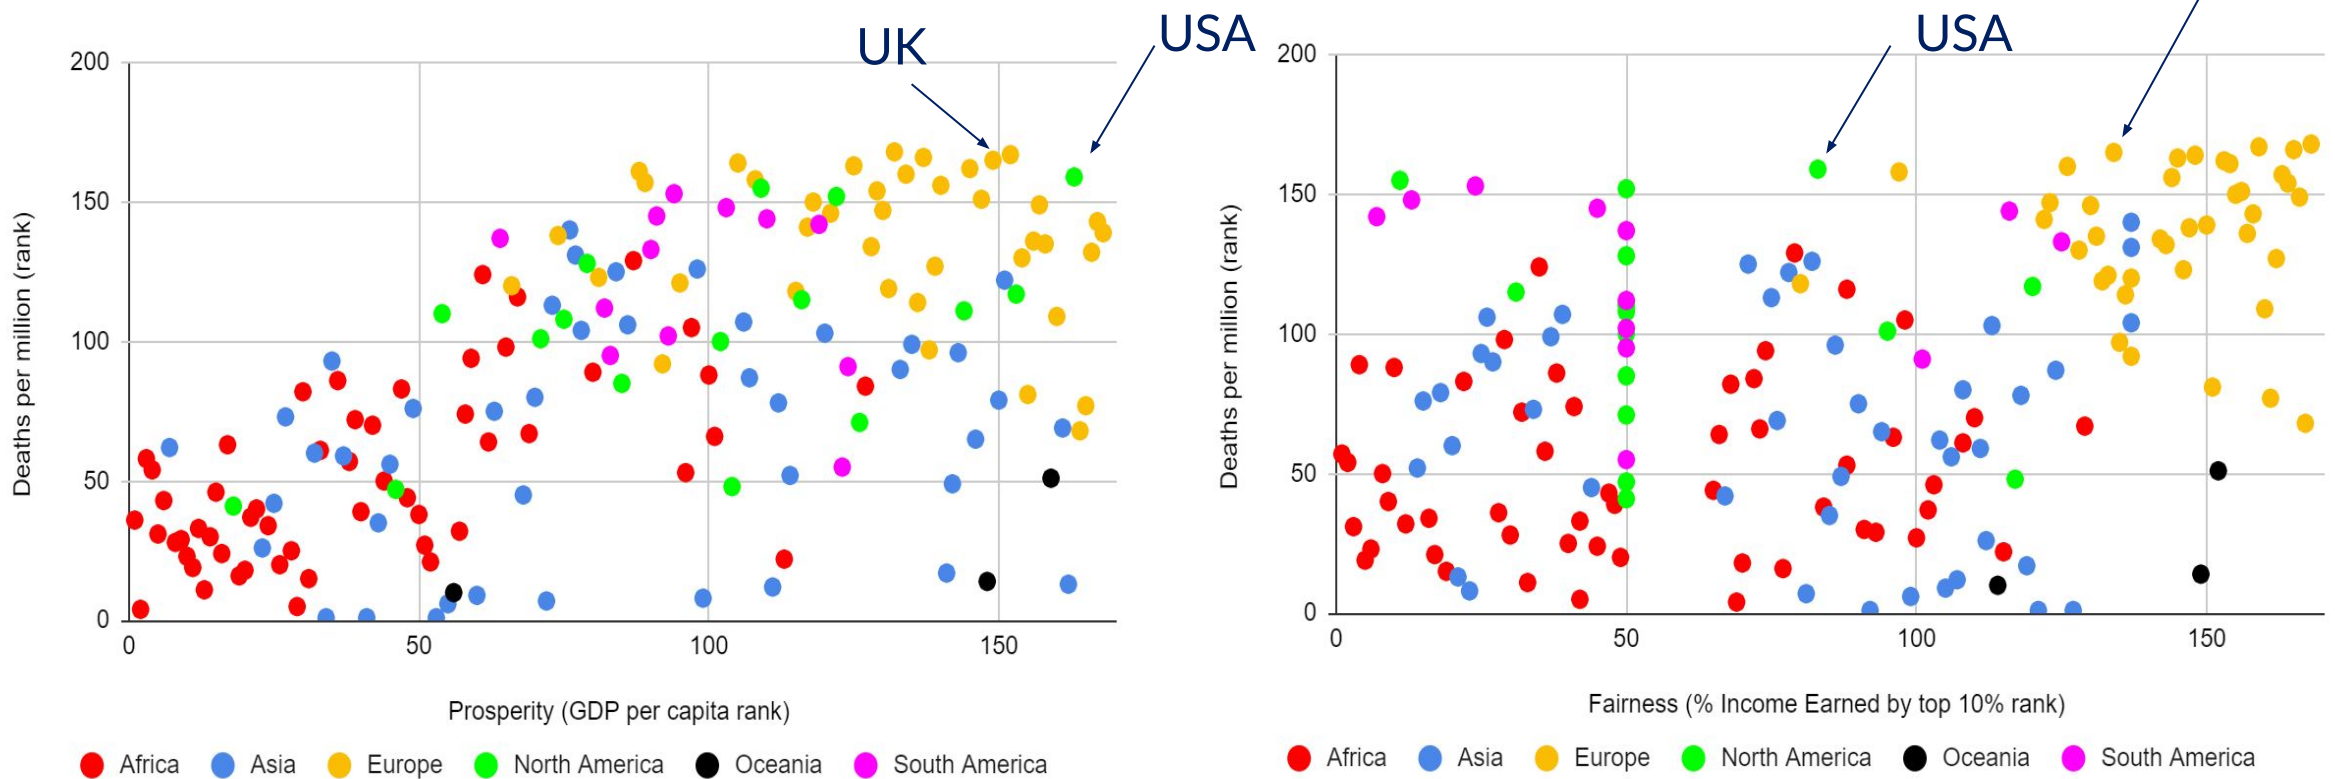 UK
USA
200
150
100
50
0
Deaths per million (rank)
0 50 100 150
Prosperity (GDP per capita rank)
Africa Asia Europe North America Oceania South America
USA
200
150
100
50
0
Deaths per million (rank)
0 50 100 150
Fairness (% Income Earned by top 10% rank)
Africa Asia Europe North America Oceania South America